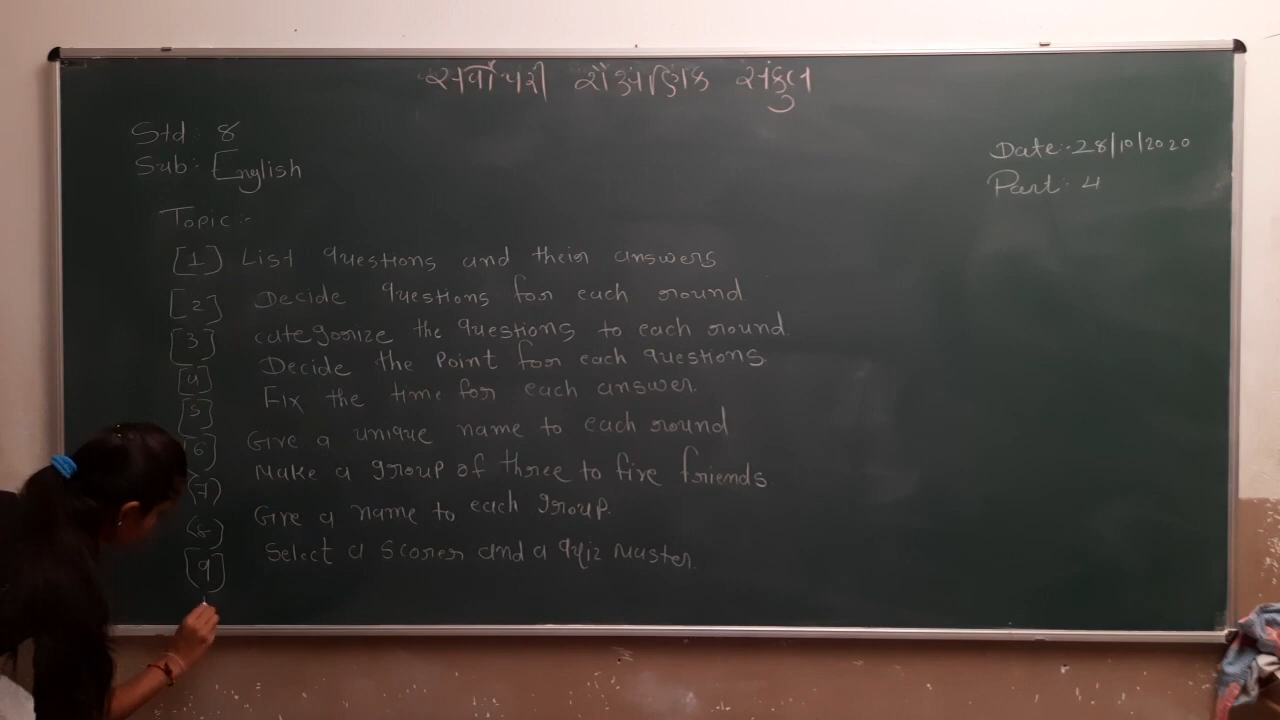 સર્વોપરી શૈક્ષણિક સંકુલ
Std: 8
Sub: English
Date:- 28/10/2020
Part: 4
Topic:-
[1] List questions and their answers
[2] Decide questions for each round
[3] categorize the questions to each round.
[4] Decide the Point for each questions.
[5] Fix the time for each answer.
[6] Give a unique name to each round
[7] Make a group of three to five friends.
[8] Give a name to each group.
[9] Select a scorer and a quiz Master.